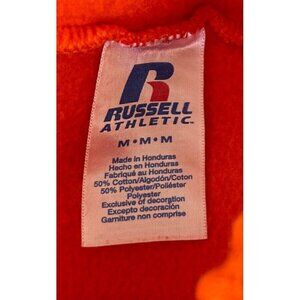 R
RUSSELL
ATHLETIC
M • M • M
Made in Honduras
Hecho en Honduras
Fabriqué au Honduras
50% Cotton/Algodón/Coton
50% Polyester/Poliéster
Polyester
Exclusive of decoration
Excepto decoración
Garniture non comprise